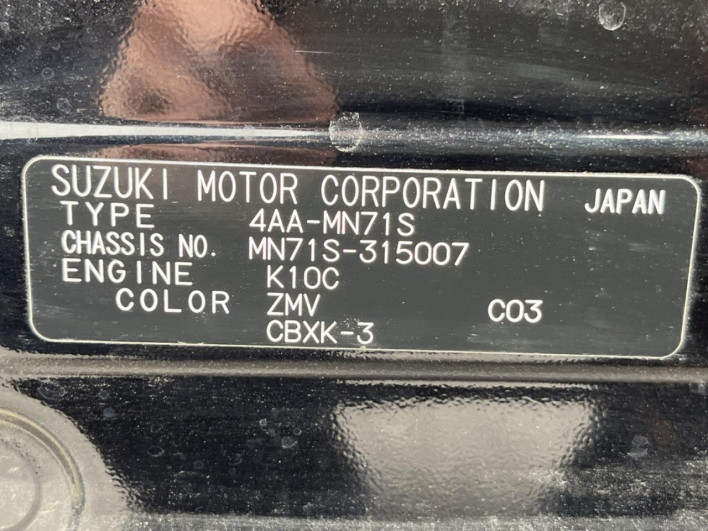 SUZUKI MOTOR CORPORATION JAPAN
TYPE 4AA-MN71S
CHASSIS NO. MN71S-315007
ENGINE K10C
COLOR ZMV C03
CBXK-3